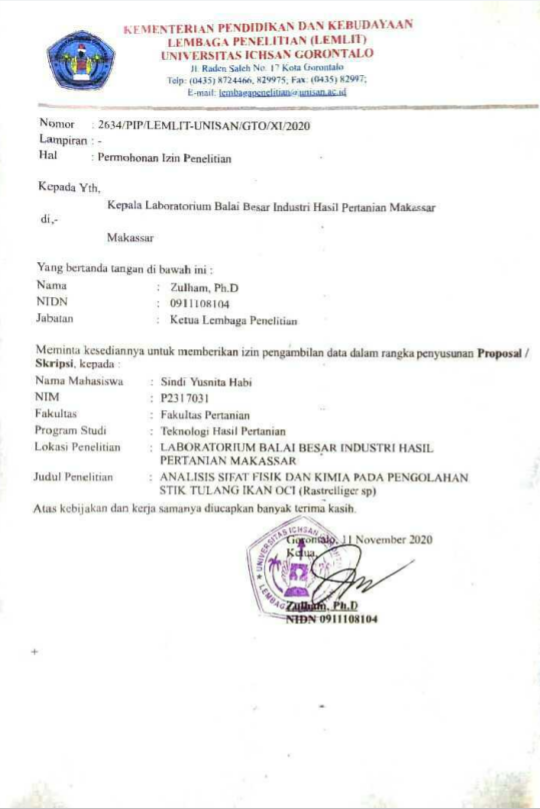 KEMENTERIAN PENDIDIKAN DAN KEBUDAYAAN
LEMBAGA PENELITIAN (LEMLIT)
UNIVERSITAS ICHSAN GORONTALO
Jl. Raden Saleh No. 17 Kota Gorontalo
Telp: (0435) 8724466, 829975; Fax: (0435) 82997;
E-mail: lembagapenelitian@unisan.ac.id
Nomor : 2634/PIP/LEMLIT-UNISAN/GTO/XI/2020
Lampiran : -
Hal : Permohonan Izin Penelitian
Kepada Yth,
Kepala Laboratorium Balai Besar Industri Hasil Pertanian Makassar
di,-
Makassar
Yang bertanda tangan di bawah ini :
Nama : Zulham, Ph.D
NIDN : 0911108104
Jabatan : Ketua Lembaga Penelitian
Meminta kesediannya untuk memberikan izin pengambilan data dalam rangka penyusunan Proposal /
Skripsi, kepada :
Nama Mahasiswa : Sindi Yusnita Habi
NIM : P2317031
Fakultas : Fakultas Pertanian
Program Studi : Teknologi Hasil Pertanian
Lokasi Penelitian : LABORATORIUM BALAI BESAR INDUSTRI HASIL
PERTANIAN MAKASSAR
Judul Penelitian : ANALISIS SIFAT FISIK DAN KIMIA PADA PENGOLAHAN
STIK TULANG IKAN OCI (Rastrelliger sp)
Atas kebijakan dan kerja samanya diucapkan banyak terima kasih.
Gorontalo, 11 November 2020
Ketua,
Zulham, Ph.D
NIDN 0911108104